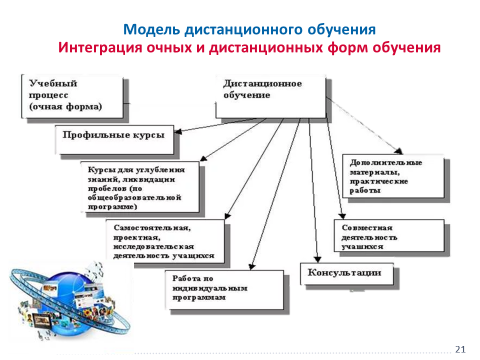 Модель дистанционного обучения
Интеграция очных и дистанционных форм обучения
Учебный
процесс
(очная форма)
Дистанционное
обучение
Профильные курсы
Курсы для углубления
знаний, ликвидации
пробелов (по
общеобразовательной
программе)
Дополнительные
материалы,
практические
работы
Самостоятельная,
проектная,
исследовательская
деятельность учащихся
Совместная
деятельность
учашихся
Работа по
индивидуальным
программам
Консультации
21